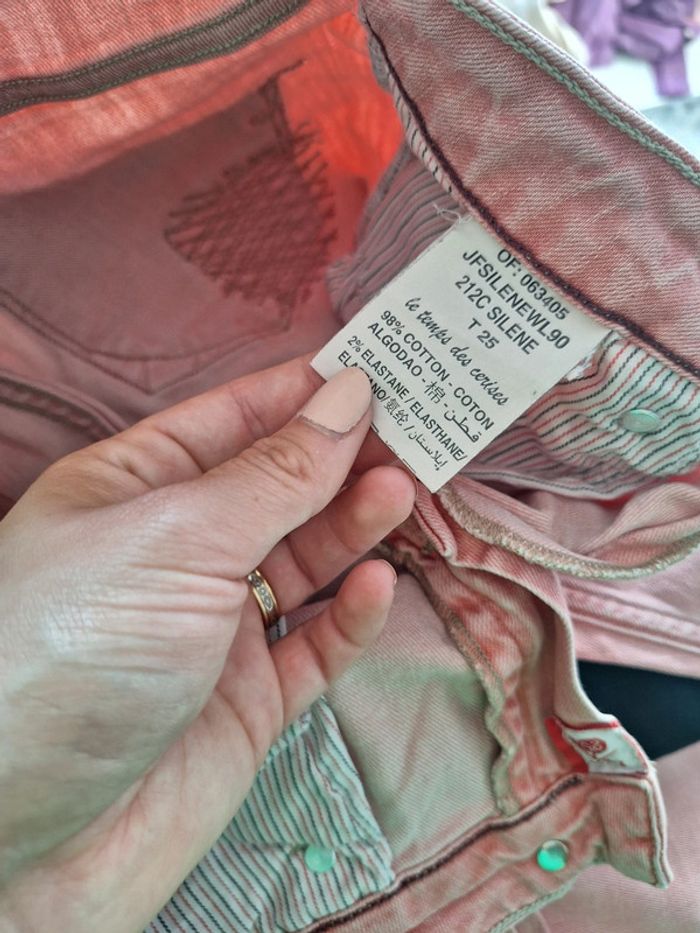 OF: 063405
JFSILENEWL90
212C SILENE
T 25
le temps des cerises
98% COTTON - COTON
ALGODAO - 棉 - قطن
2% ELASTANE / ELASTHANE/
ELASTANO/ 氨纶 / إيلاستان/